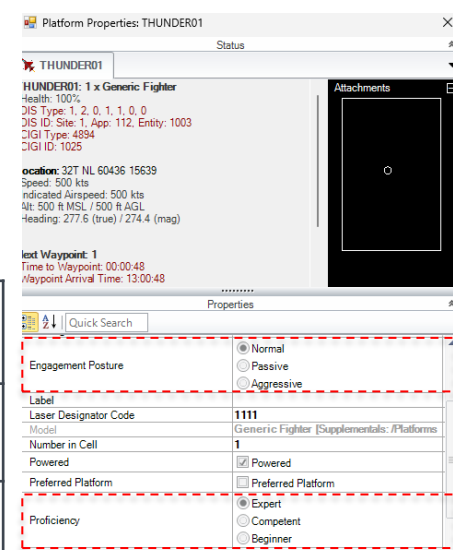 Platform Properties: THUNDER01
Status
THUNDER01
THUNDER01: 1 x Generic Fighter
Health: 100%
DIS Type: 1, 2, 0, 1, 1, 0, 0
DIS ID: Site: 1, App: 112, Entity: 1003
CIGI Type: 4894
CIGI ID: 1025
Location: 32T NL 60436 15639
Speed: 500 kts
Indicated Airspeed: 500 kts
Alt: 500 ft MSL / 500 ft AGL
Heading: 277.6 (true) / 274.4 (mag)
Next Waypoint: 1
Time to Waypoint: 00:00:48
Waypoint Arrival Time: 13:00:48
Attachments
Properties
Quick Search
Engagement Posture
Normal
Passive
Aggressive
Label
Laser Designator Code 1111
Model Generic Fighter [Supplementals: /Platforms
Number in Cell 1
Powered Powered
Preferred Platform Preferred Platform
Proficiency
Expert
Competent
Beginner